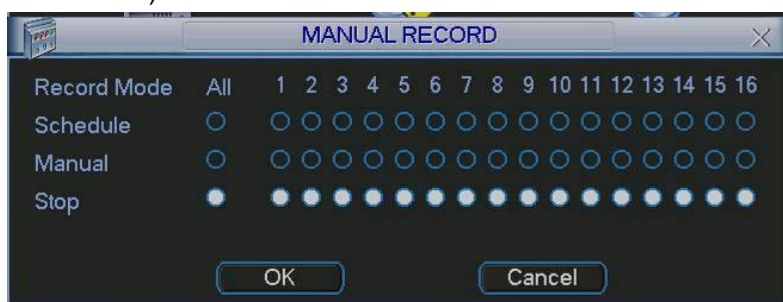 MANUAL RECORD
Record Mode All 1 2 3 4 5 6 7 8 9 10 11 12 13 14 15 16
Schedule
Manual
Stop
OK Cancel